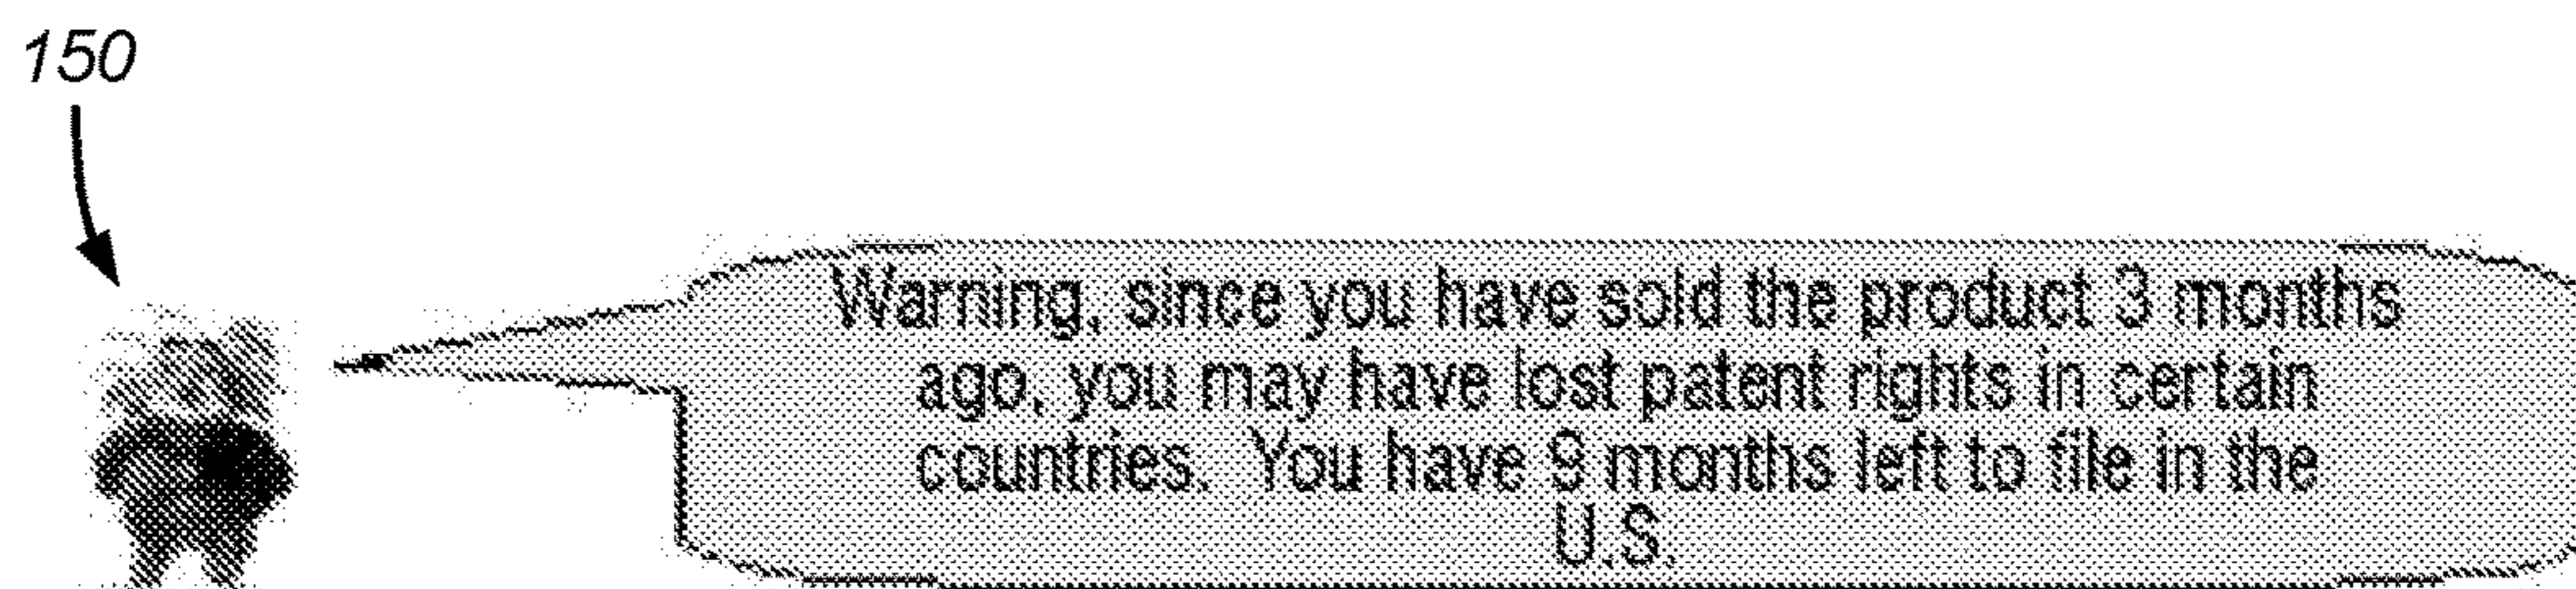 150
Warning, since you have sold the product 3 months
ago, you may have lost patent rights in certain
countries. You have 9 months left to file in the
U.S.